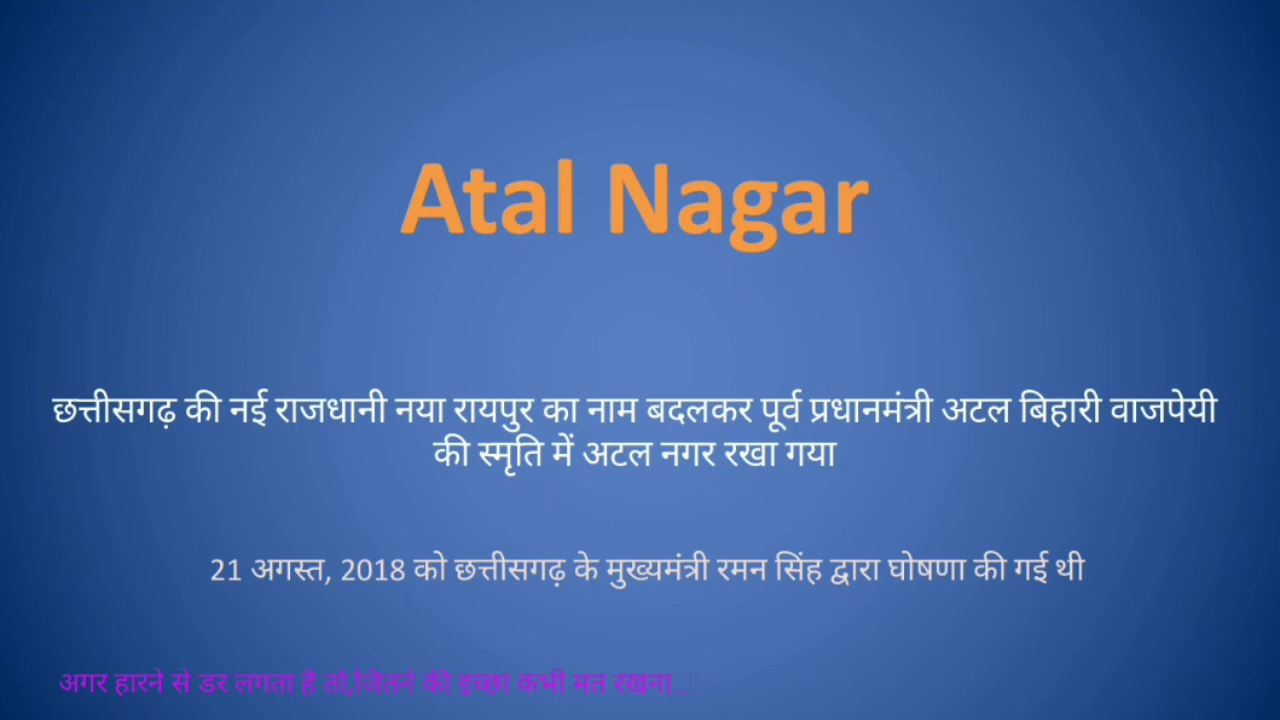 Atal Nagar
छत्तीसगढ़ की नई राजधानी नया रायपुर का नाम बदलकर पूर्व प्रधानमंत्री अटल बिहारी वाजपेयी
की स्मृति में अटल नगर रखा गया
21 अगस्त, 2018 को छत्तीसगढ़ के मुख्यमंत्री रमन सिंह द्वारा घोषणा की गई थी
अगर हारने से डर लगता है तो,जितने की इच्छा कभी मत रखना...!